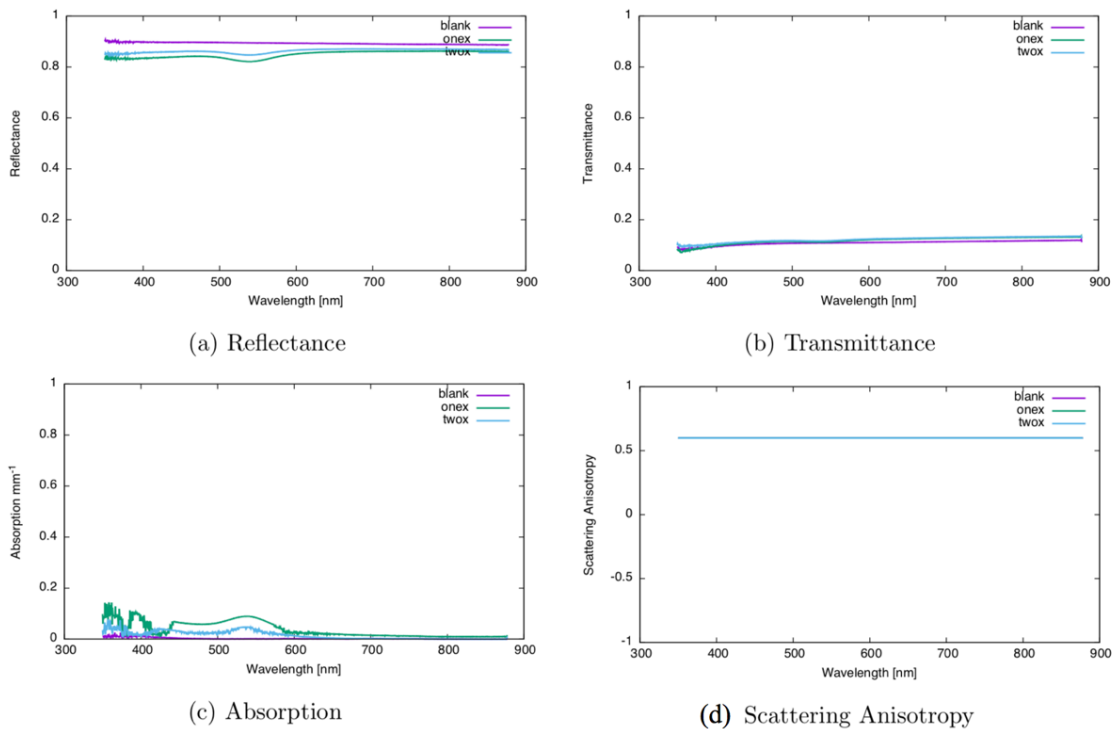 1
0.8
0.6
0.4
0.2
0
300 400 500 600 700 800 900
Reflectance
Wavelength [nm]
blank
onex
twox
(a) Reflectance
1
0.8
0.6
0.4
0.2
0
300 400 500 600 700 800 900
Transmittance
Wavelength [nm]
blank
onex
twox
(b) Transmittance
1
0.8
0.6
0.4
0.2
0
300 400 500 600 700 800 900
Absorption mm⁻¹
Wavelength [nm]
blank
onex
twox
(c) Absorption
1
0.5
0
-0.5
-1
300 400 500 600 700 800 900
Scattering Anisotropy
Wavelength [nm]
blank
onex
twox
(d) Scattering Anisotropy